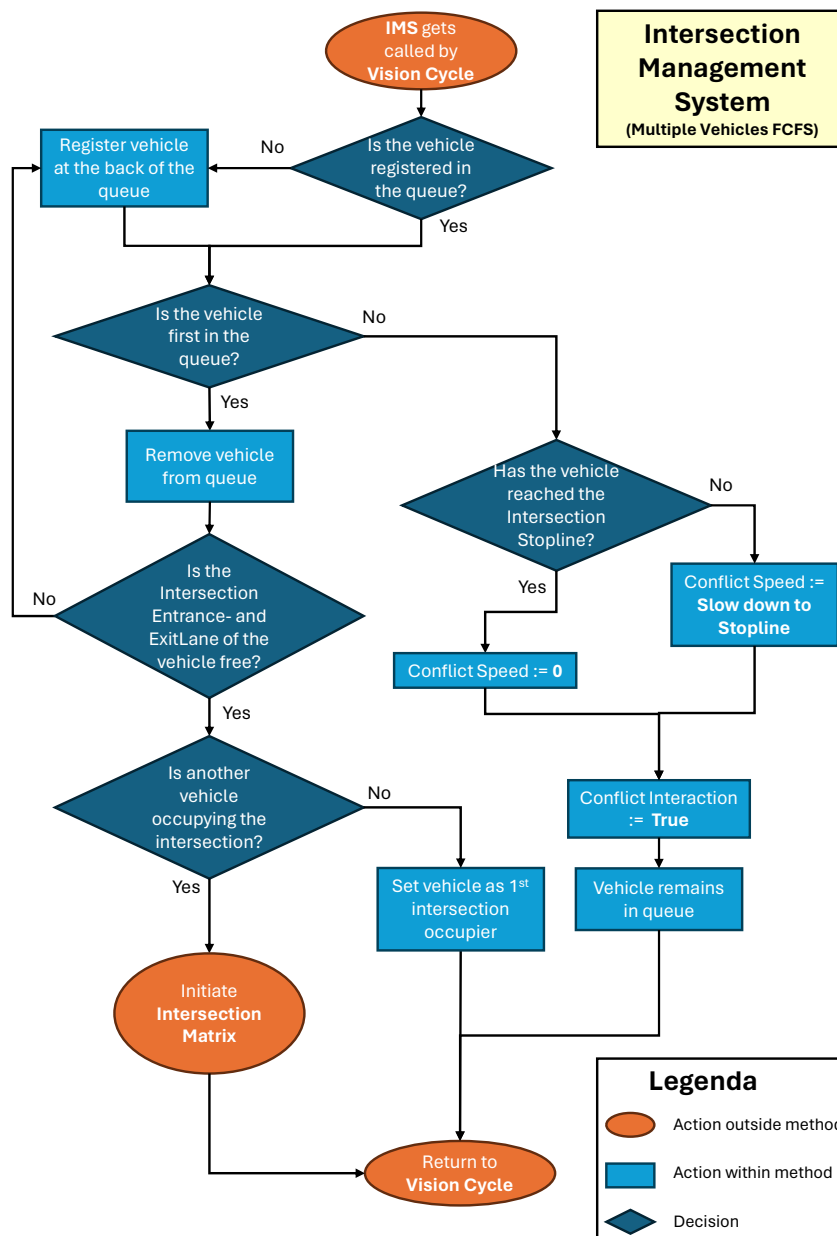 IMS gets
called by
Vision Cycle
Intersection
Management
System
(Multiple Vehicles FCFS)
Register vehicle
at the back of the
queue
No
Is the vehicle
registered in
the queue?
Yes
Is the vehicle
first in the
queue?
No
Yes
Remove vehicle
from queue
Has the vehicle
reached the
Intersection
Stopline?
No
Yes
Is the
Intersection
Entrance- and
ExitLane of the
vehicle free?
No
Yes
Conflict Speed :=
Slow down to
Stopline
Conflict Speed := 0
Is another
vehicle
occupying the
intersection?
No
Yes
Conflict Interaction
:= True
Set vehicle as 1st
intersection
occupier
Vehicle remains
in queue
Initiate
Intersection
Matrix
Return to
Vision Cycle
Legenda
Action outside method
Action within method
Decision